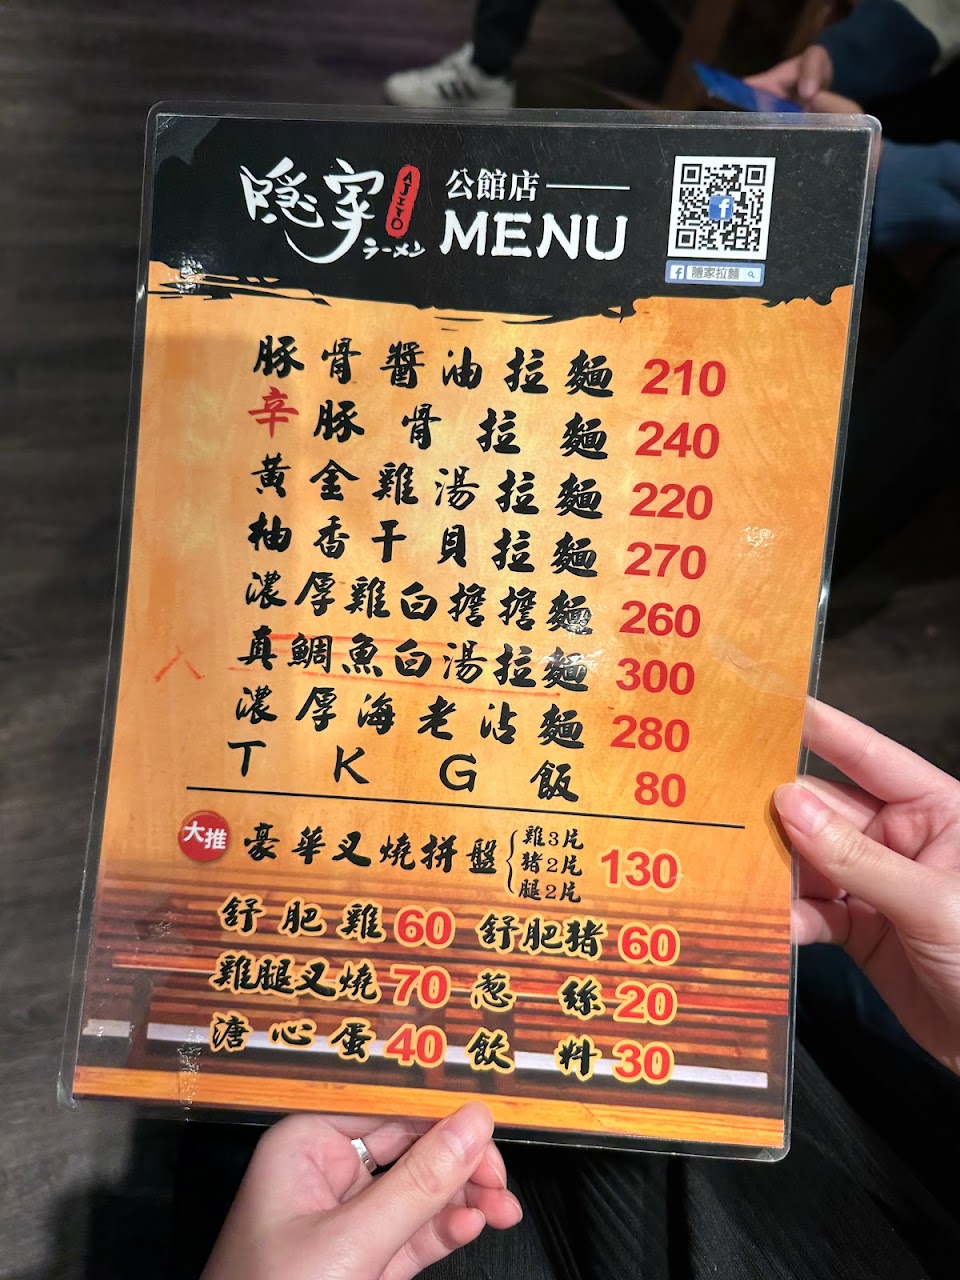 隱家 AJITO ラーメン
公館店
MENU
隱家拉麵
豚骨醬油拉麵 210
辛豚骨拉麵 240
黃金雞湯拉麵 220
柚香干貝拉麵 270
濃厚雞白擔擔麵 260
真鯛魚白湯拉麵 300
濃厚海老沾麵 280
TKG飯 80
大推 豪華叉燒拼盤 雞3片 豬2片 腿2片 130
舒肥雞 60 舒肥豬 60
雞腿叉燒 70 蔥絲 20
溏心蛋 40 飲料 30